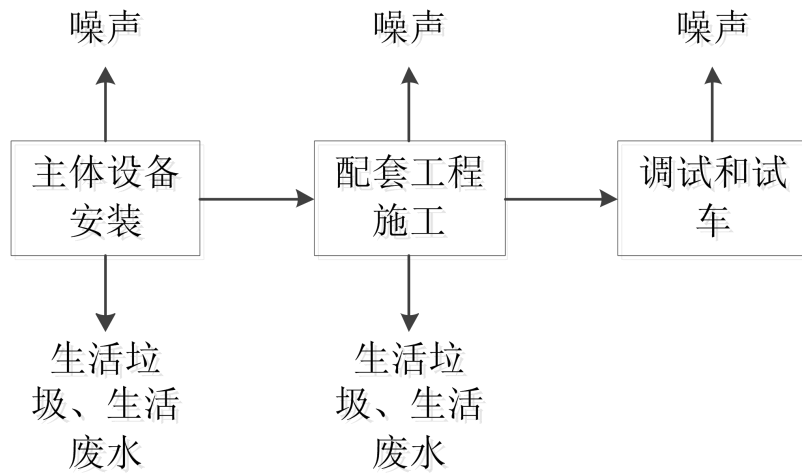 噪声
噪声
噪声
主体设备
安装
配套工程
施工
调试和试
车
生活垃
圾、生活
废水
生活垃
圾、生活
废水